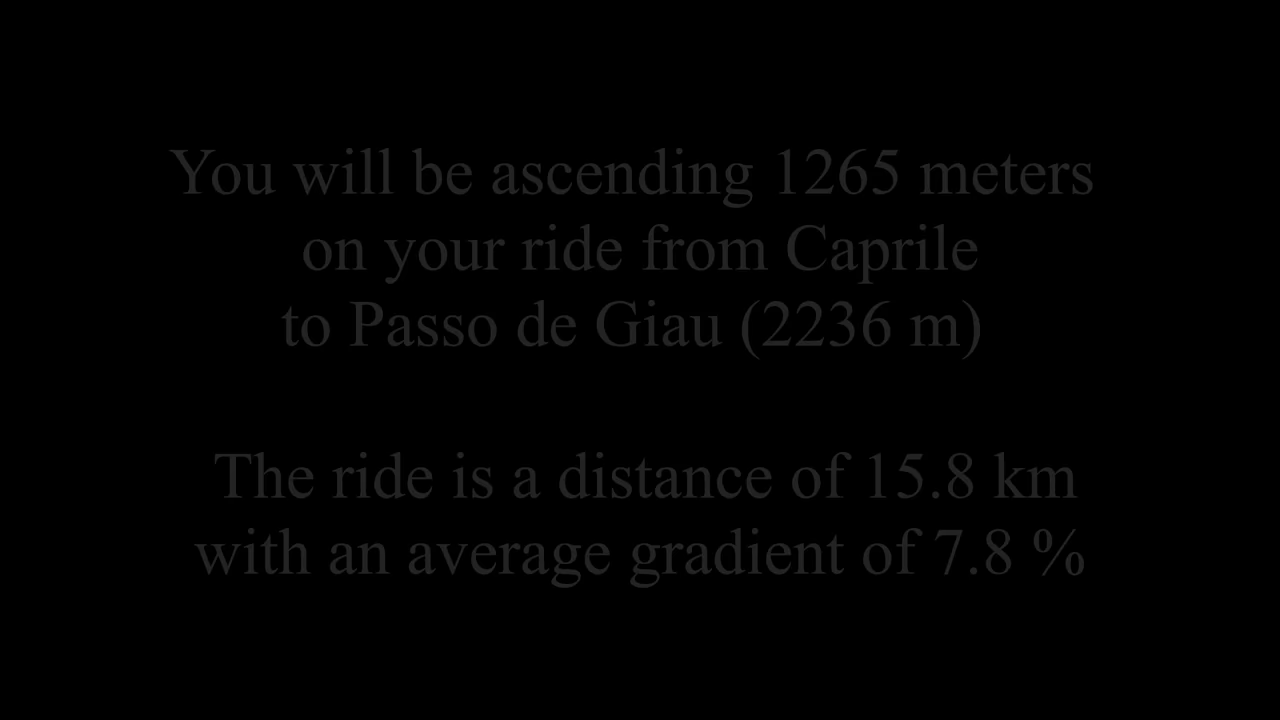 You will be ascending 1265 meters
on your ride from Caprile
to Passo de Giau (2236 m)
The ride is a distance of 15.8 km
with an average gradient of 7.8 %